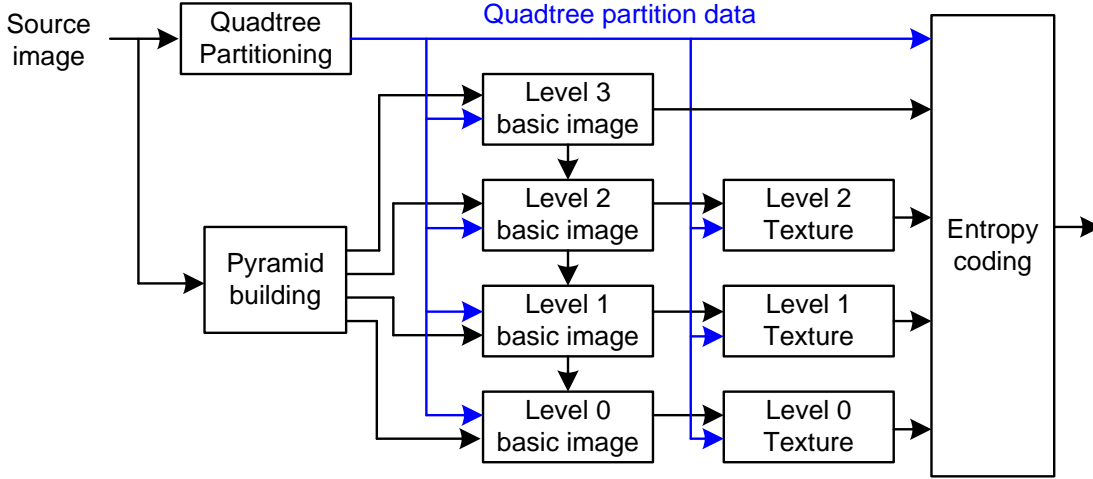 Source
image
Quadtree
Partitioning
Quadtree partition data
Level 3
basic image
Level 2
basic image
Level 2
Texture
Pyramid
building
Entropy
coding
Level 1
basic image
Level 1
Texture
Level 0
basic image
Level 0
Texture